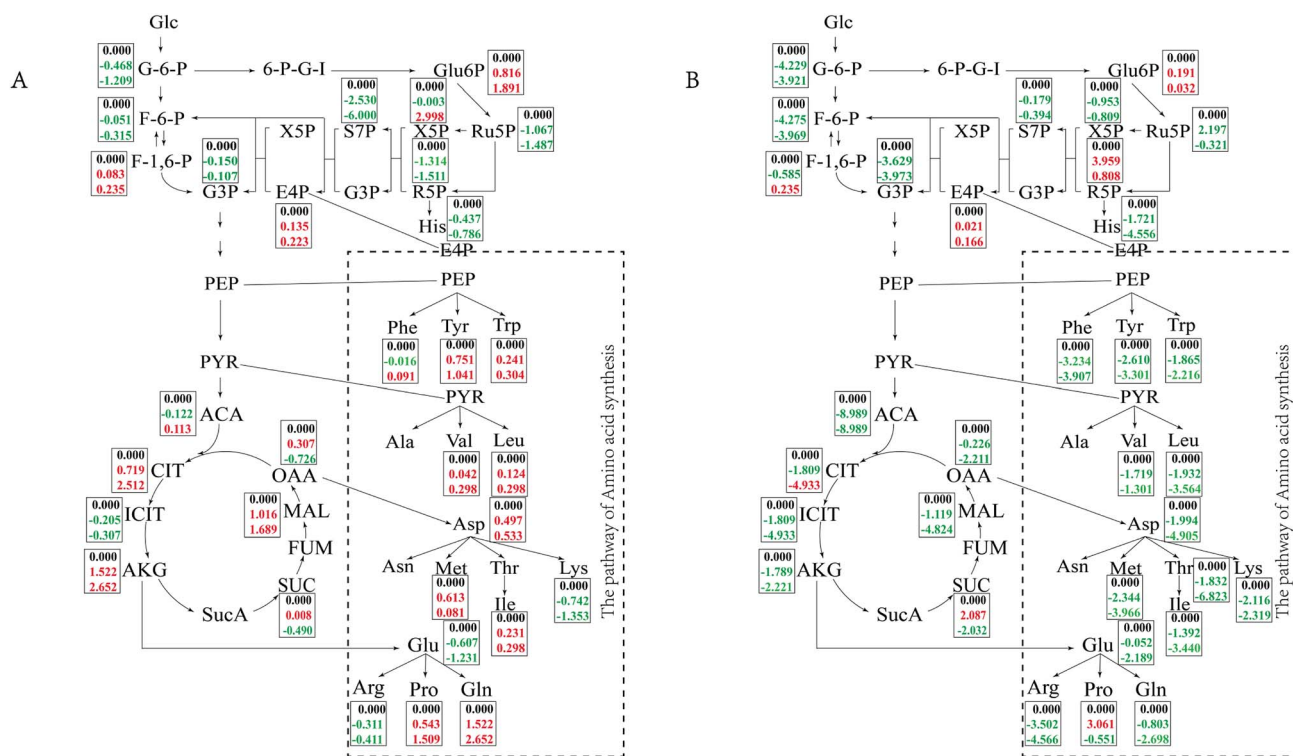 A
Glc
0.000
-0.468
-1.209
G-6-P
6-P-G-I
Glu6P
0.000
0.816
1.891
0.000
-0.051
-0.315
F-6-P
0.000
-2.530
-6.000
0.000
-0.003
2.998
X5P
S7P
X5P
Ru5P
0.000
-1.067
-1.487
0.000
0.083
0.235
F-1,6-P
0.000
-0.150
-0.107
0.000
-1.314
-1.511
G3P
E4P
G3P
R5P
0.000
0.135
0.223
His
0.000
-0.437
-0.786
E4P
PEP
PEP
Phe
Tyr
Trp
0.000
-0.016
0.091
0.000
0.751
1.041
0.000
0.241
0.304
PYR
PYR
0.000
-0.122
0.113
ACA
Ala
Val
Leu
0.000
0.042
0.298
0.000
0.124
0.298
0.000
0.307
-0.726
0.000
0.719
2.512
CIT
OAA
0.000
-0.205
-0.307
ICIT
0.000
1.016
1.689
MAL
Asp
0.000
0.497
0.533
FUM
0.000
1.522
2.652
AKG
SUC
0.000
0.008
-0.490
SucA
Asn
Met
Thr
Lys
0.000
0.613
0.081
Ile
0.000
0.231
0.298
0.000
-0.742
-1.353
Glu
0.000
-0.607
-1.231
Arg
Pro
Gln
0.000
-0.311
-0.411
0.000
0.543
1.509
0.000
1.522
2.652
The pathway of Amino acid synthesis
B
Glc
0.000
-4.229
-3.921
G-6-P
6-P-G-I
Glu6P
0.000
0.191
0.032
0.000
-4.275
-3.969
F-6-P
0.000
-0.179
-0.394
0.000
-0.953
-0.809
X5P
S7P
X5P
Ru5P
0.000
2.197
-0.321
0.000
-0.585
0.235
F-1,6-P
0.000
-3.629
-3.973
0.000
3.959
0.808
G3P
E4P
G3P
R5P
0.000
0.021
0.166
His
0.000
-1.721
-4.556
E4P
PEP
PEP
Phe
Tyr
Trp
0.000
-3.234
-3.907
0.000
-2.610
-3.301
0.000
-1.865
-2.216
PYR
PYR
0.000
-8.989
-8.989
ACA
Ala
Val
Leu
0.000
-1.719
-1.301
0.000
-1.932
-3.564
0.000
-0.226
-2.211
0.000
-1.809
-4.933
CIT
OAA
0.000
-1.809
-4.933
ICIT
0.000
-1.119
-4.824
MAL
Asp
0.000
-1.994
-4.905
FUM
0.000
-1.789
-2.221
AKG
SUC
0.000
2.087
-2.032
SucA
Asn
Met
Thr
Lys
0.000
-2.344
-3.966
0.000
-1.832
-6.823
Ile
0.000
-1.392
-3.440
0.000
-2.116
-2.319
Glu
0.000
-0.052
-2.189
Arg
Pro
Gln
0.000
-3.502
-4.566
0.000
3.061
-0.551
0.000
-0.803
-2.698
The pathway of Amino acid synthesis